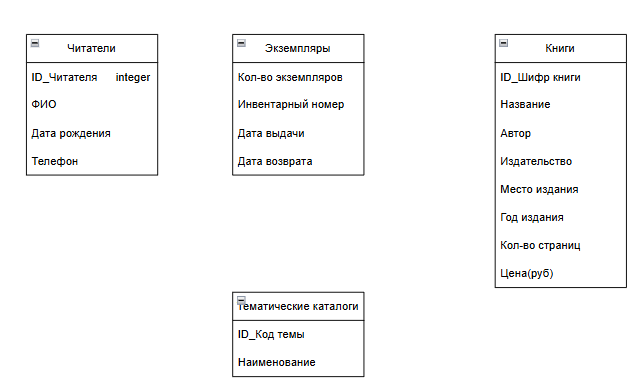 Читатели
ID_Читателя integer
ФИО
Дата рождения
Телефон
Экземпляры
Кол-во экземпляров
Инвентарный номер
Дата выдачи
Дата возврата
Книги
ID_Шифр книги
Название
Автор
Издательство
Место издания
Год издания
Кол-во страниц
Цена(руб)
Тематические каталоги
ID_Код темы
Наименование